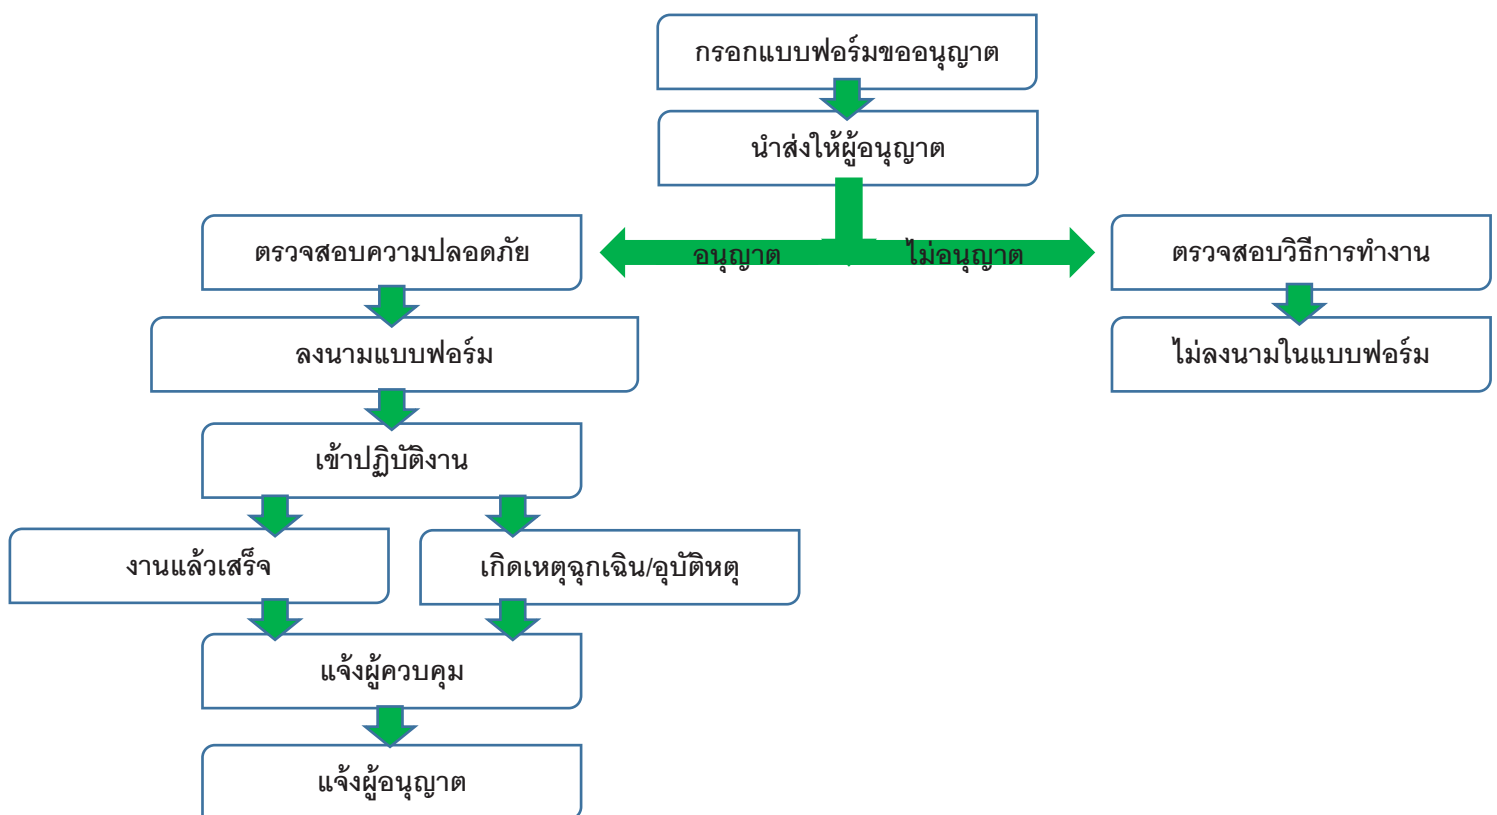 กรอกแบบฟอร์มขออนุญาต
นำส่งให้ผู้อนุญาต
ตรวจสอบความปลอดภัย
อนุญาต
ไม่อนุญาต
ตรวจสอบวิธีการทำงาน
ลงนามแบบฟอร์ม
ไม่ลงนามในแบบฟอร์ม
เข้าปฏิบัติงาน
งานแล้วเสร็จ
เกิดเหตุฉุกเฉิน/อุบัติหตุ
แจ้งผู้ควบคุม
แจ้งผู้อนุญาต